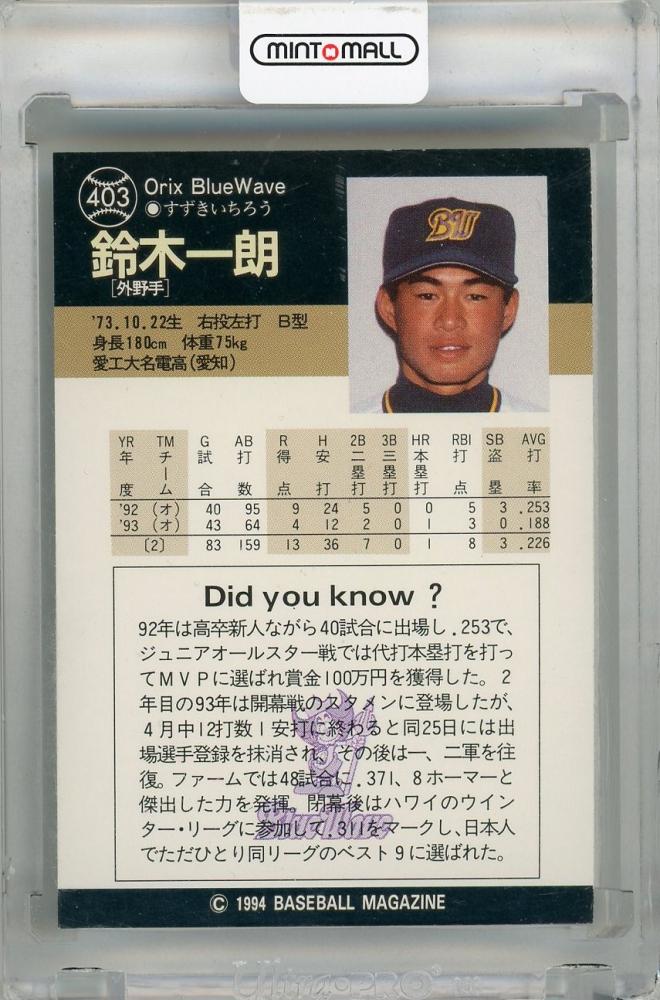 MINT MALL
403
Orix BlueWave
●すずきいちろう
鈴木一朗
[外野手]
BW
'73.10.22生 右投左打 B型
身長180cm 体重75kg
愛工大名電高(愛知)
YR TM G AB R H 2B 3B HR RBI SB AVG
年度 チーム 試合 打数 得点 安打 二塁打 三塁打 本塁打 打点 盗塁 打率
'92 (オ) 40 95 9 24 5 0 0 5 3 .253
'93 (オ) 43 64 4 12 2 0 1 3 0 .188
〔2〕 83 159 13 36 7 0 1 8 3 .226
Did you know ?
92年は高卒新人ながら40試合に出場し.253で、
ジュニアオールスター戦では代打本塁打を打っ
てMVPに選ばれ賞金100万円を獲得した。2
年目の93年は開幕戦のスタメンに登場したが、
4月中12打数1安打に終わると同25日には出
場選手登録を抹消され、その後は一、二軍を往
復。ファームでは48試合に.371、8ホーマーと
傑出した力を発揮。閉幕後はハワイのウイン
ター・リーグに参加して.311をマークし、日本人
でただひとり同リーグのベスト9に選ばれた。
BlueWave
© 1994 BASEBALL MAGAZINE
Ultra·PRO®